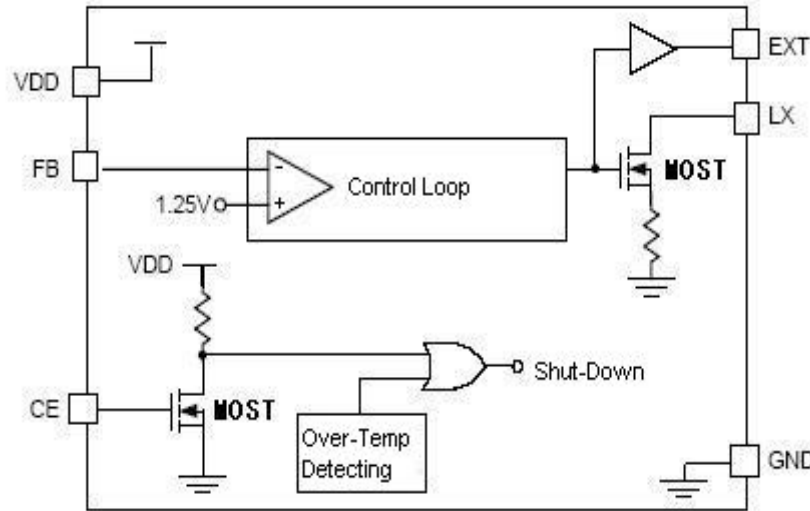 EXT
VDD
LX
FB
-
Control Loop
MOST
1.25V
+
VDD
Shut-Down
CE
MOST
Over-Temp
Detecting
GND